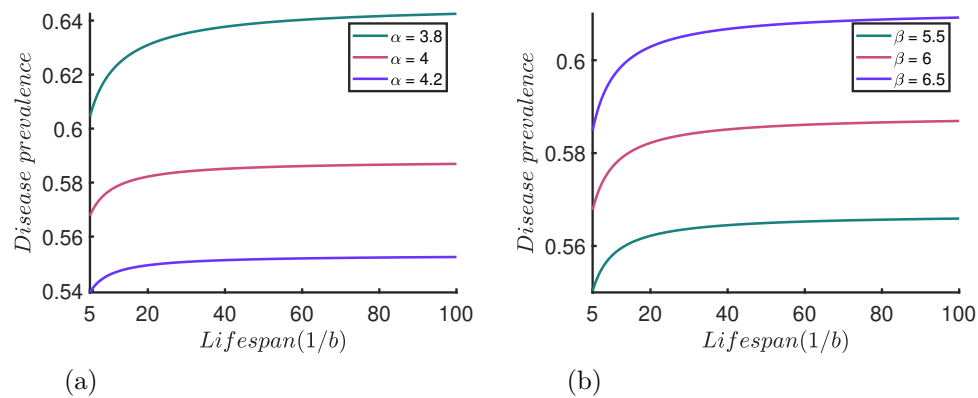 0.64
0.62
0.6
0.58
0.56
0.54
Disease prevalence
α = 3.8
α = 4
α = 4.2
5 20 40 60 80 100
Lifespan(1/b)
(a)
0.6
0.58
0.56
Disease prevalence
β = 5.5
β = 6
β = 6.5
5 20 40 60 80 100
Lifespan(1/b)
(b)